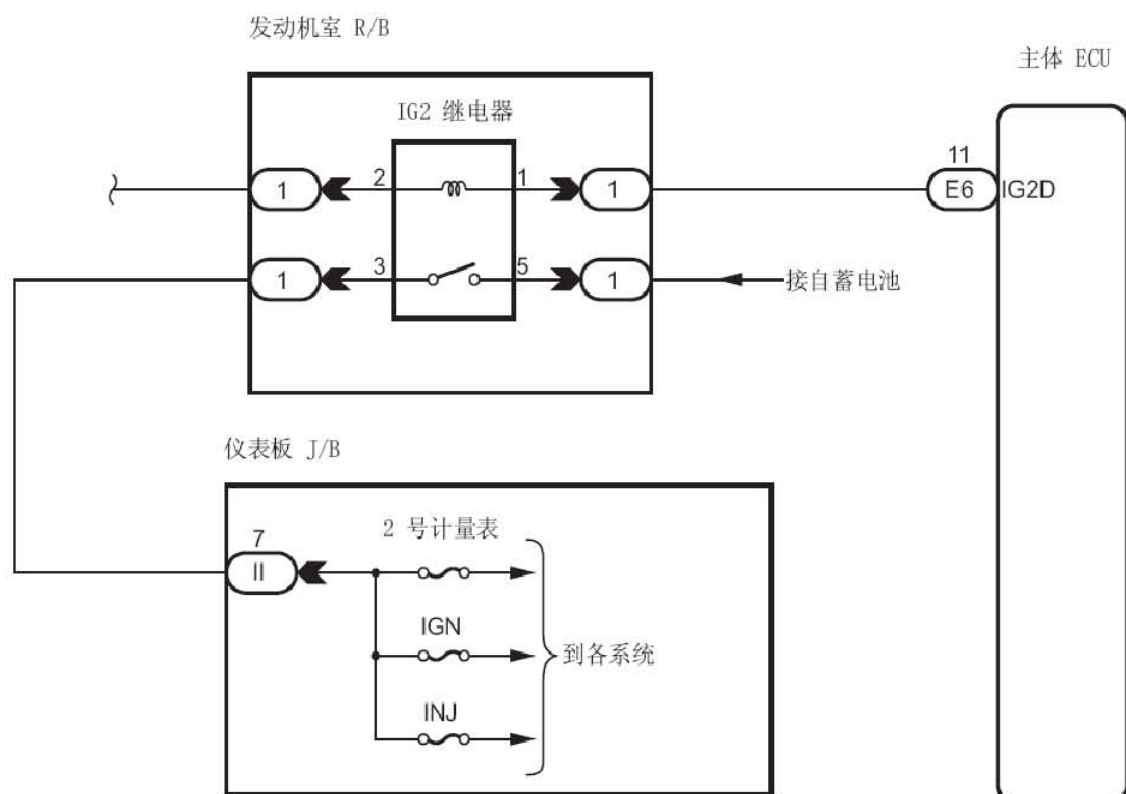 发动机室 R/B
主体 ECU
IG2 继电器
11
1 2 1 1 E6 IG2D
1 3 5 1 接自蓄电池
仪表板 J/B
2 号计量表
7
II
IGN
到各系统
INJ